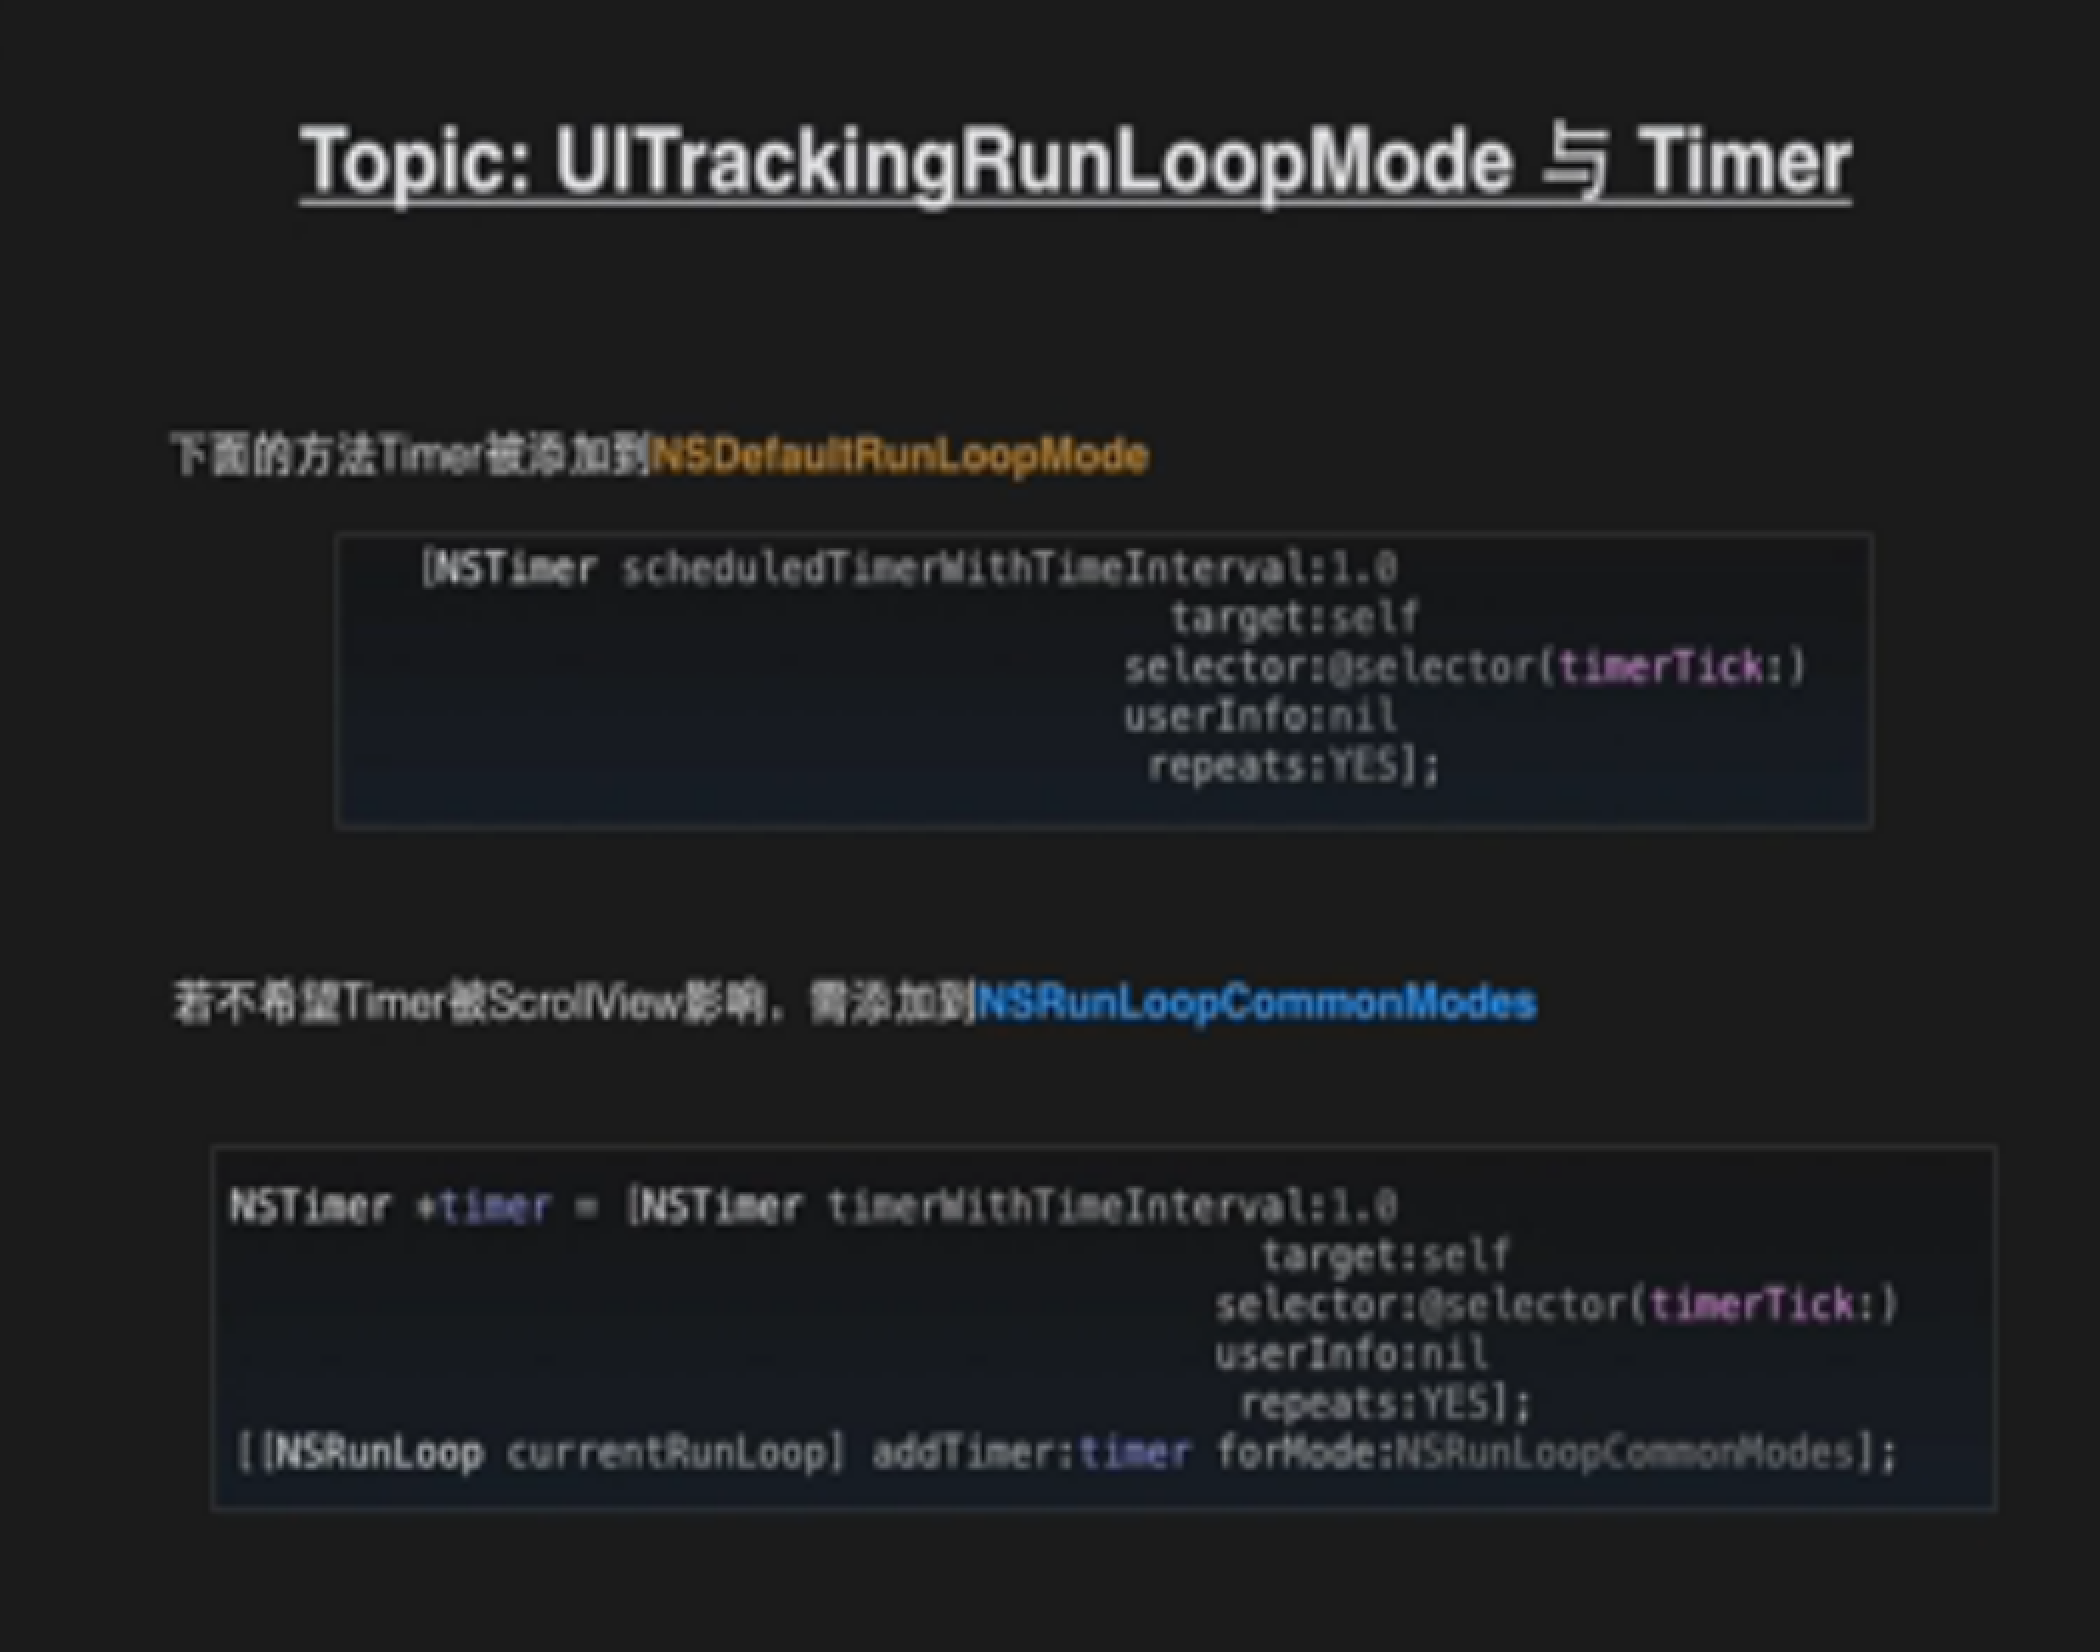 Topic: UITrackingRunLoopMode 与 Timer
下面的方法Timer被添加到NSDefaultRunLoopMode
[NSTimer scheduledTimerWithTimeInterval:1.0
target:self
selector:@selector(timerTick:)
userInfo:nil
repeats:YES];
若不希望Timer被ScrollView影响，需添加到NSRunLoopCommonModes
NSTimer *timer = [NSTimer timerWithTimeInterval:1.0
target:self
selector:@selector(timerTick:)
userInfo:nil
repeats:YES];
[[NSRunLoop currentRunLoop] addTimer:timer forMode:NSRunLoopCommonModes];